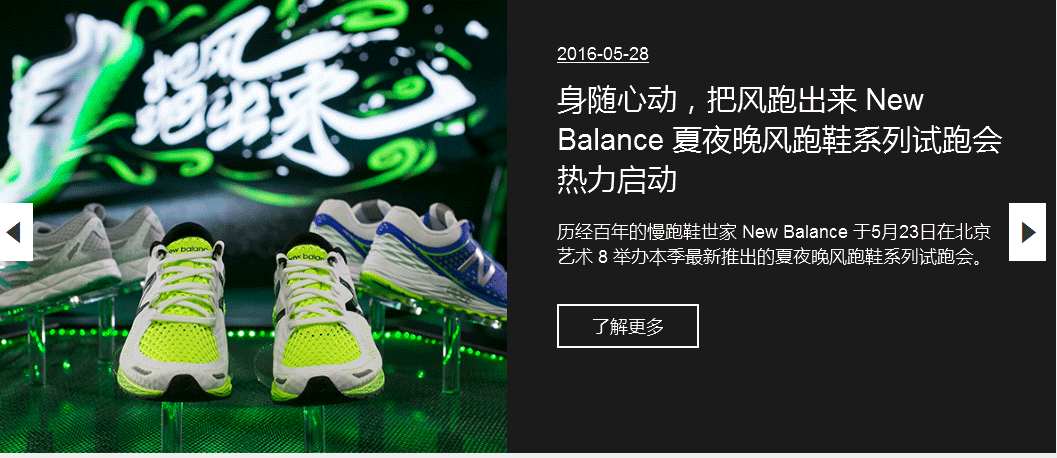 把风
跑出来
new balance
new balance
2016-05-28
身随心动，把风跑出来 New
Balance 夏夜晚风跑鞋系列试跑会
热力启动
历经百年的慢跑鞋世家 New Balance 于5月23日在北京
艺术 8 举办本季最新推出的夏夜晚风跑鞋系列试跑会。
了解更多